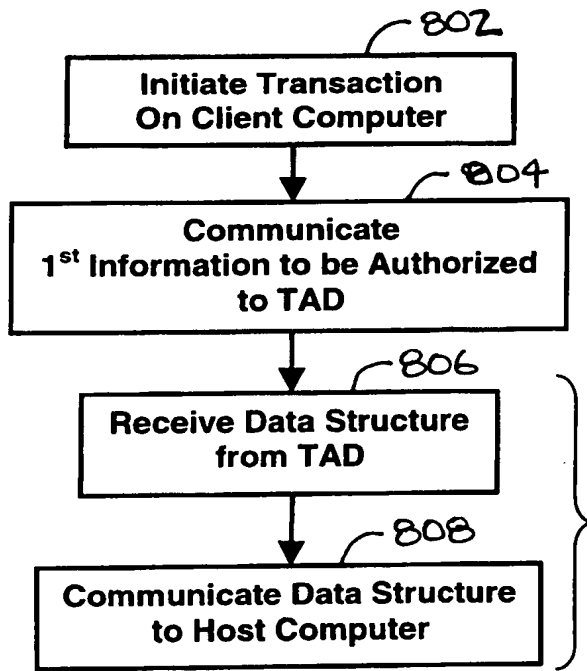 802
Initiate Transaction
On Client Computer
804
Communicate
1st Information to be Authorized
to TAD
806
Receive Data Structure
from TAD
808
Communicate Data Structure
to Host Computer